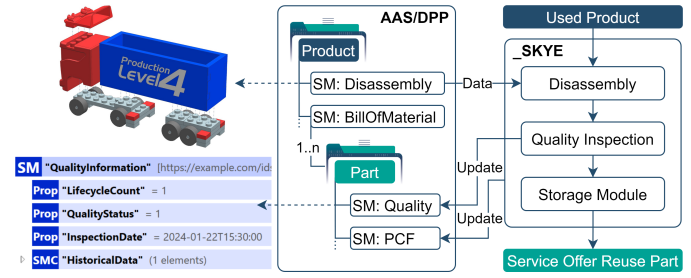 Production
Level4
SM "QualityInformation" [https://example.com/ids
Prop "LifecycleCount" = 1
Prop "QualityStatus" = 1
Prop "InspectionDate" = 2024-01-22T15:30:00
SMC "HistoricalData" (1 elements)
AAS/DPP
Product
SM: Disassembly
SM: BillOfMaterial
1..n
Part
SM: Quality
SM: PCF
Data
Update
Update
Used Product
_SKYE
Disassembly
Quality Inspection
Storage Module
Service Offer Reuse Part